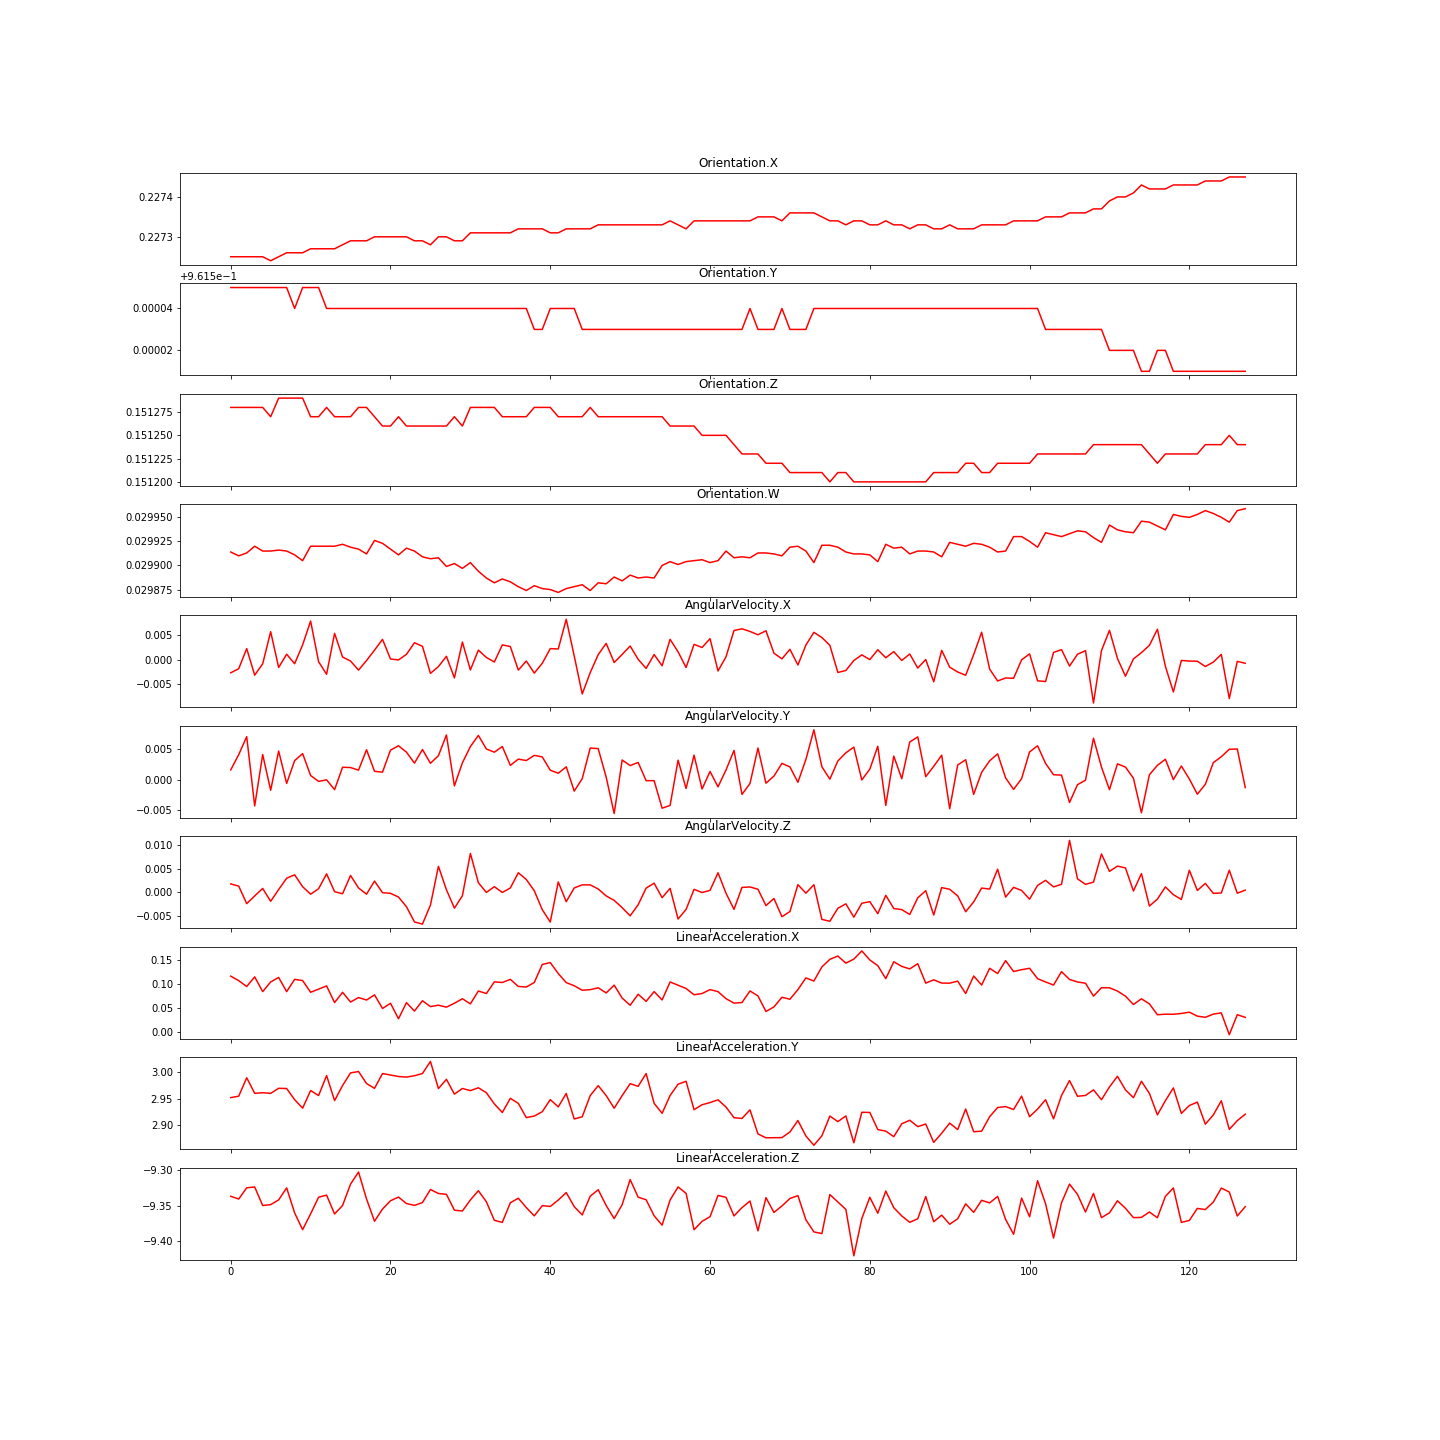 Orientation.X
0.2274
0.2273
Orientation.Y
+9.615e−1
0.00004
0.00002
Orientation.Z
0.151275
0.151250
0.151225
0.151200
Orientation.W
0.029950
0.029925
0.029900
0.029875
AngularVelocity.X
0.005
0.000
−0.005
AngularVelocity.Y
0.005
0.000
−0.005
AngularVelocity.Z
0.010
0.005
0.000
−0.005
LinearAcceleration.X
0.15
0.10
0.05
0.00
LinearAcceleration.Y
3.00
2.95
2.90
LinearAcceleration.Z
−9.30
−9.35
−9.40
0 20 40 60 80 100 120